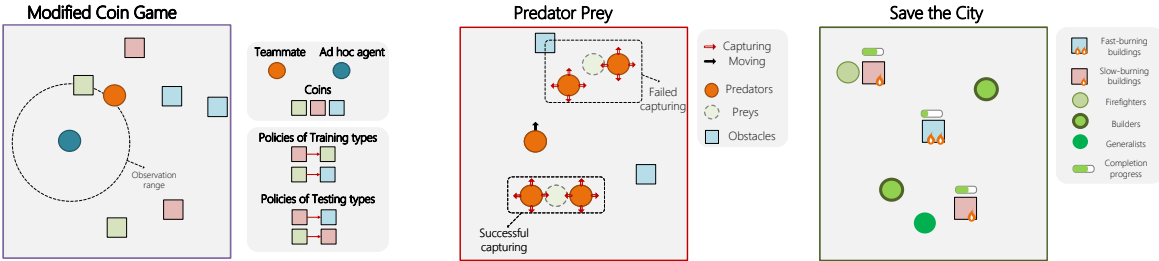 Modified Coin Game
Teammate
Ad hoc agent
Coins
Observation
range
Policies of Training types
Policies of Testing types
Predator Prey
Failed
capturing
Successful
capturing
Capturing
Moving
Predators
Preys
Obstacles
Save the City
Fast-burning
buildings
Slow-burning
buildings
Firefighters
Builders
Generalists
Completion
progress